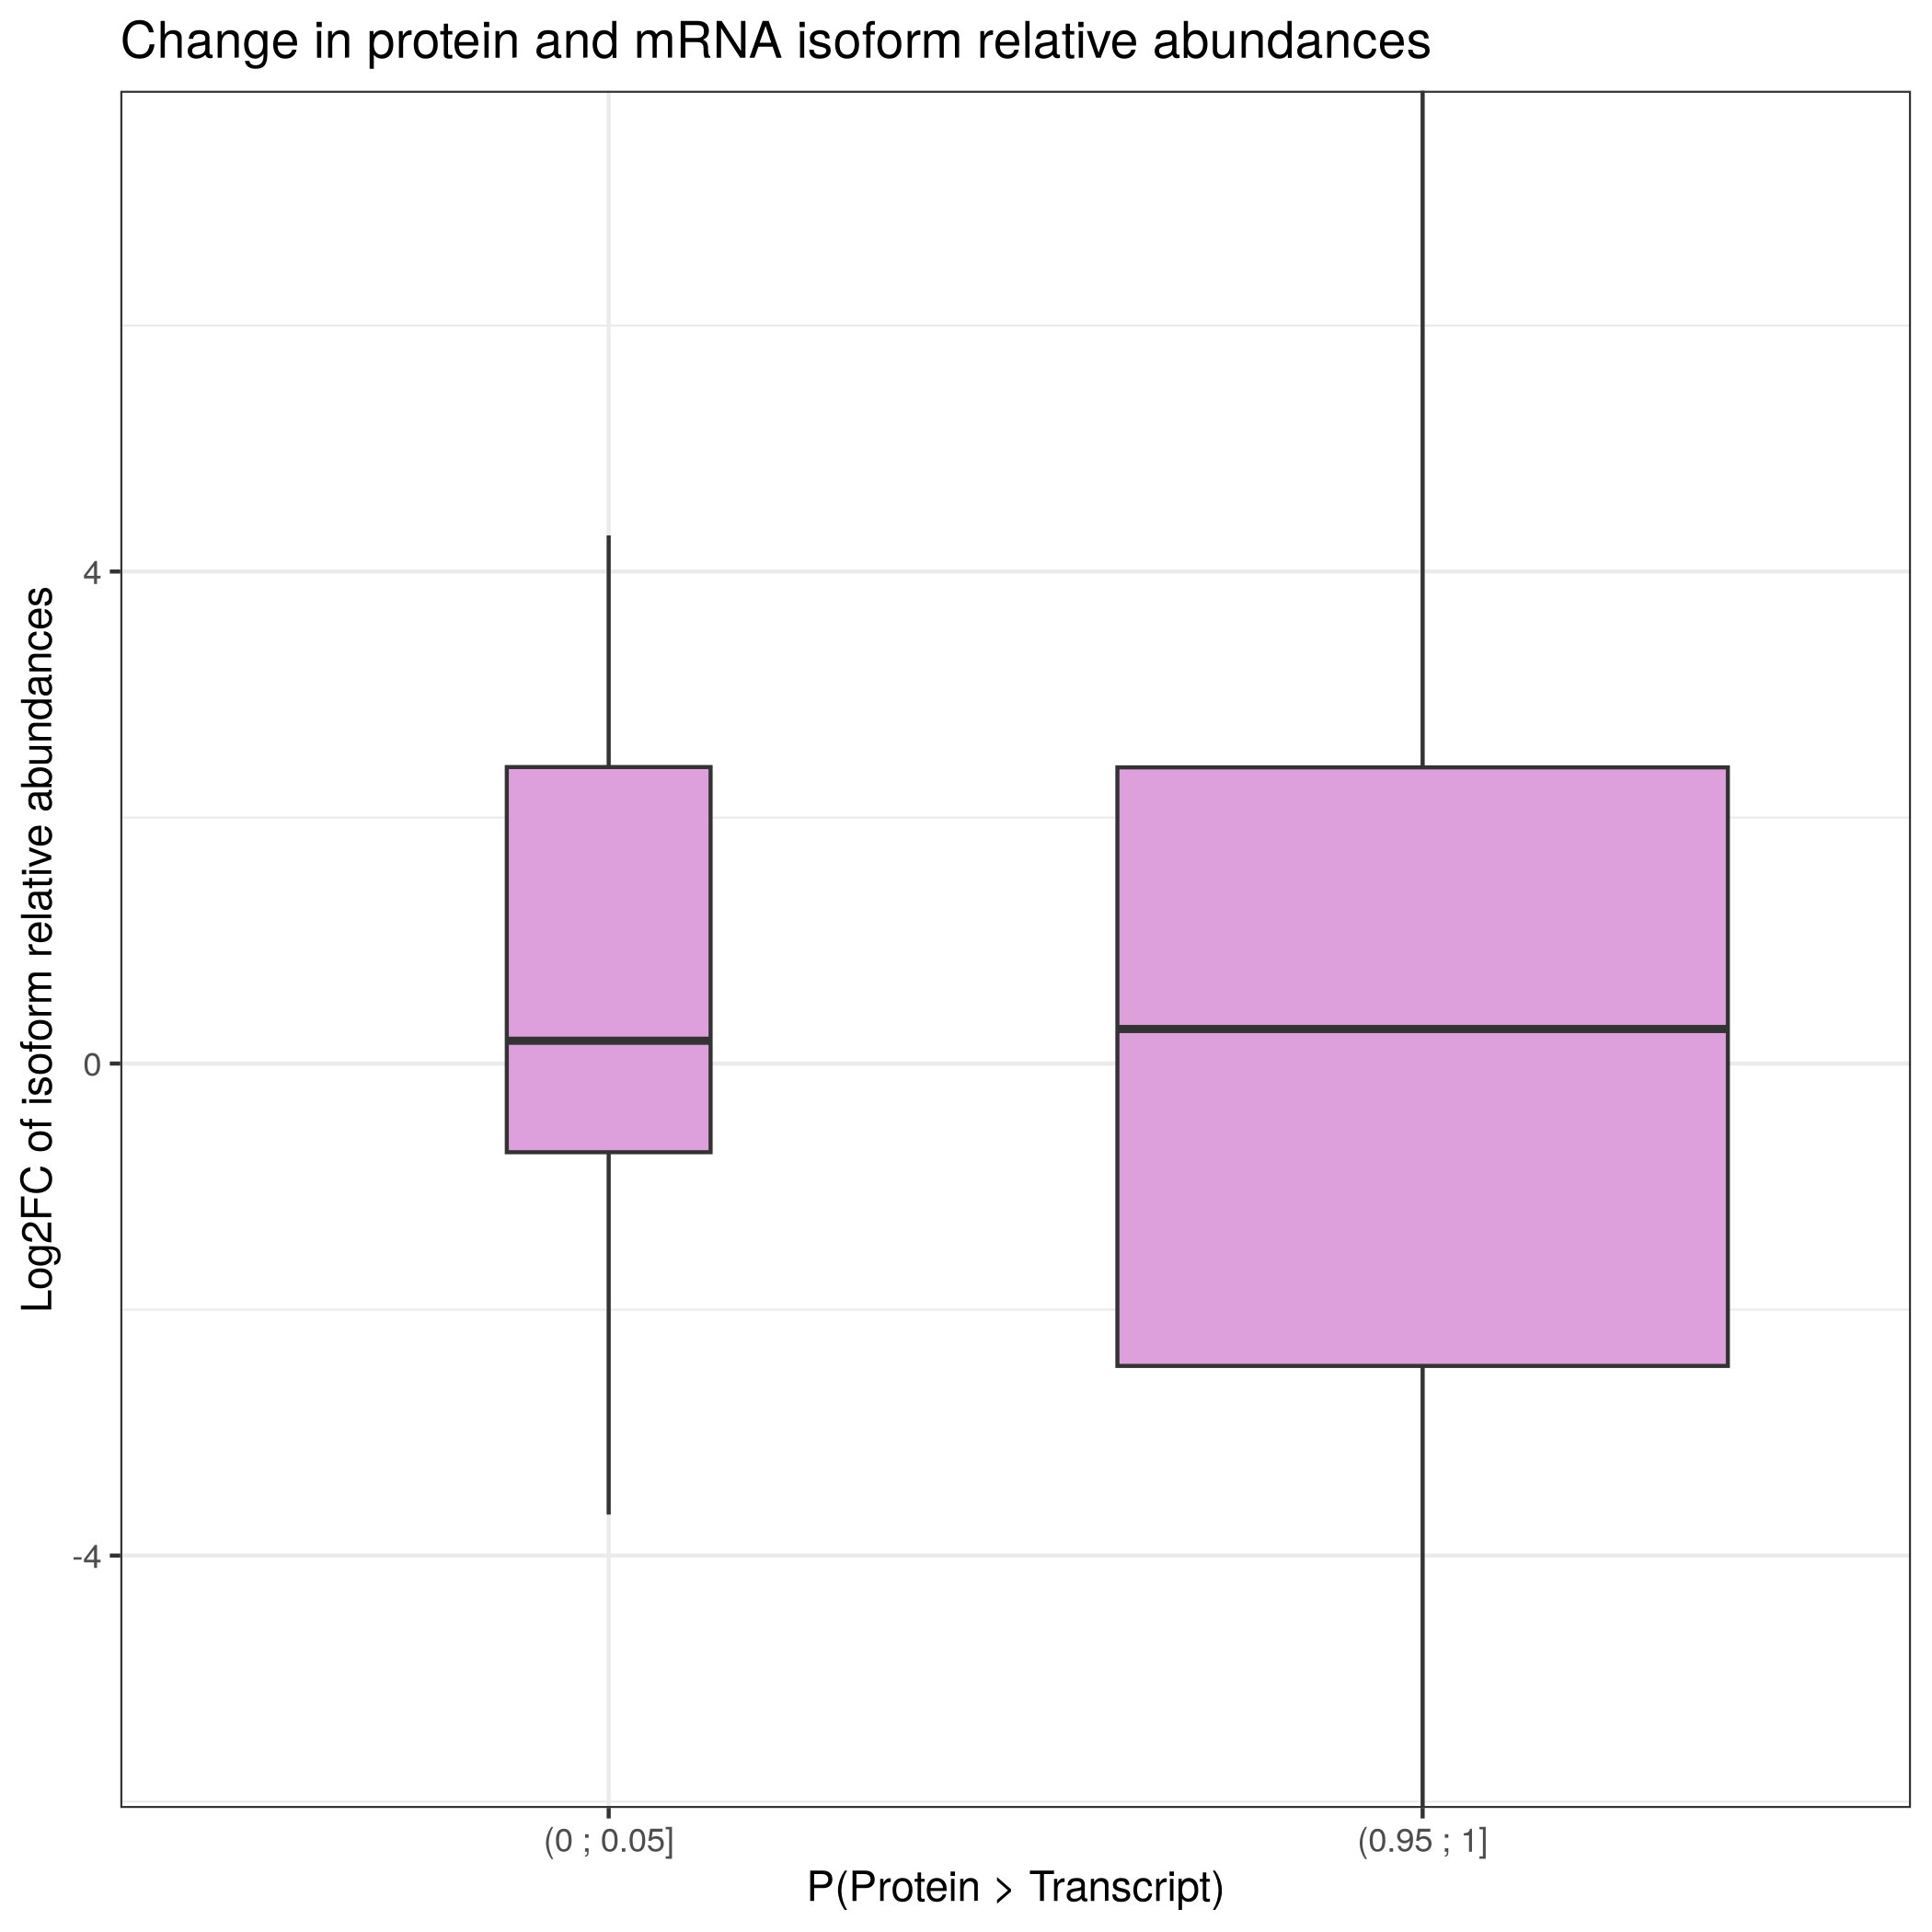 Change in protein and mRNA isoform relative abundances
Log2FC of isoform relative abundances
4
0
-4
(0 ; 0.05]
(0.95 ; 1]
P(Protein > Transcript)